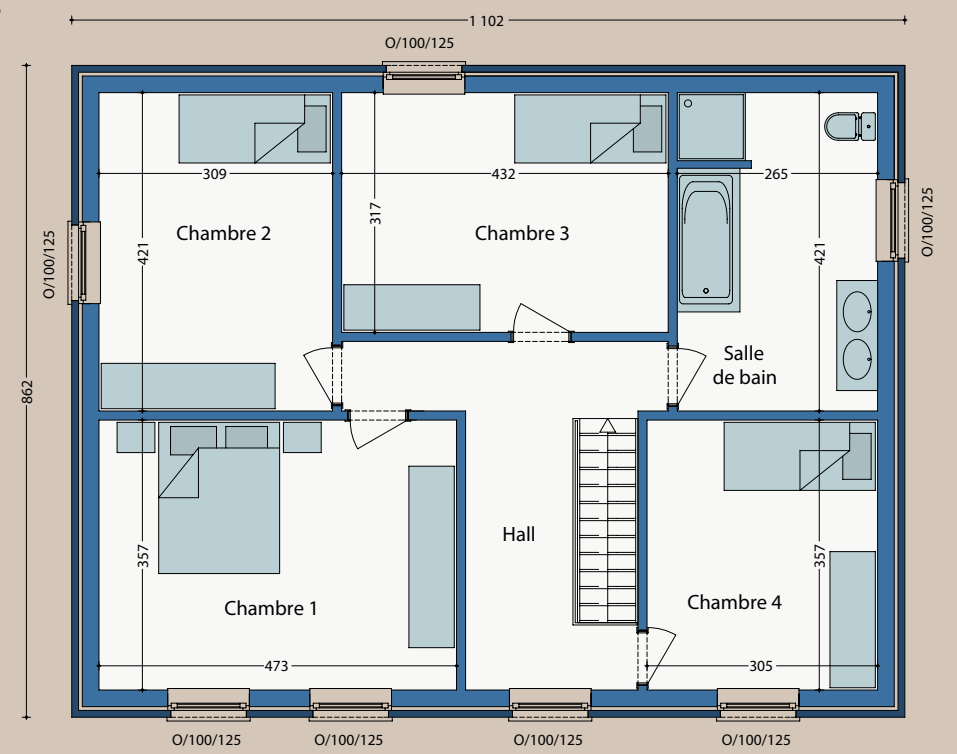 1 102
O/100/125
309
432
265
317
Chambre 2
Chambre 3
421
421
O/100/125
O/100/125
Salle
de bain
862
Hall
357
357
Chambre 1
Chambre 4
473
305
O/100/125
O/100/125
O/100/125
O/100/125